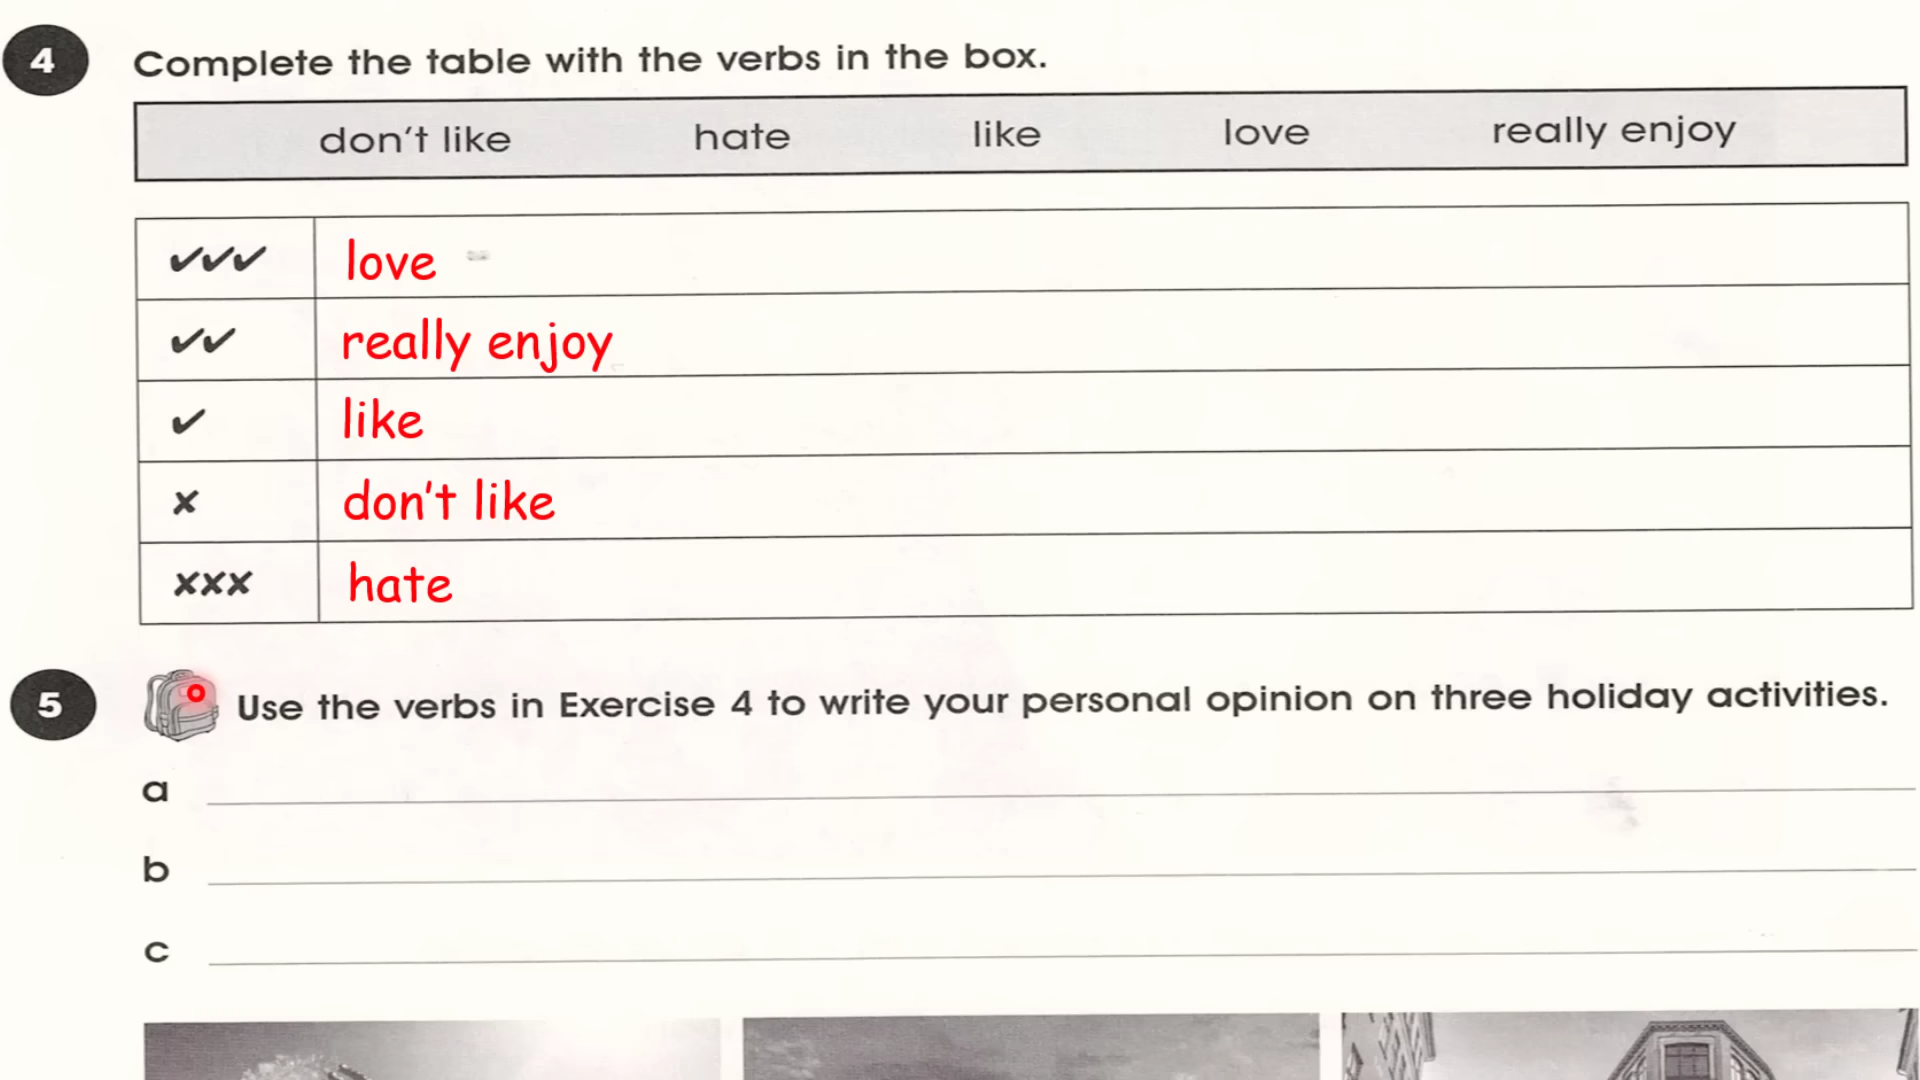 4 Complete the table with the verbs in the box.
don't like hate like love really enjoy
✔✔✔ love
✔✔ really enjoy
✔ like
✘ don't like
✘✘✘ hate
5 Use the verbs in Exercise 4 to write your personal opinion on three holiday activities.
a
b
c